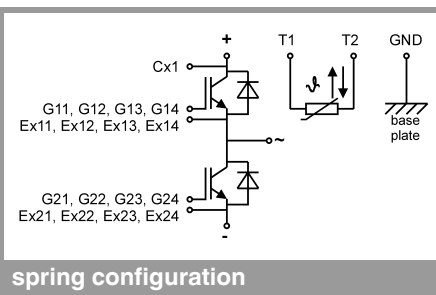 +
T1
T2
GND
Cx1
ϑ
G11, G12, G13, G14
Ex11, Ex12, Ex13, Ex14
base
plate
~
G21, G22, G23, G24
Ex21, Ex22, Ex23, Ex24
-
spring configuration